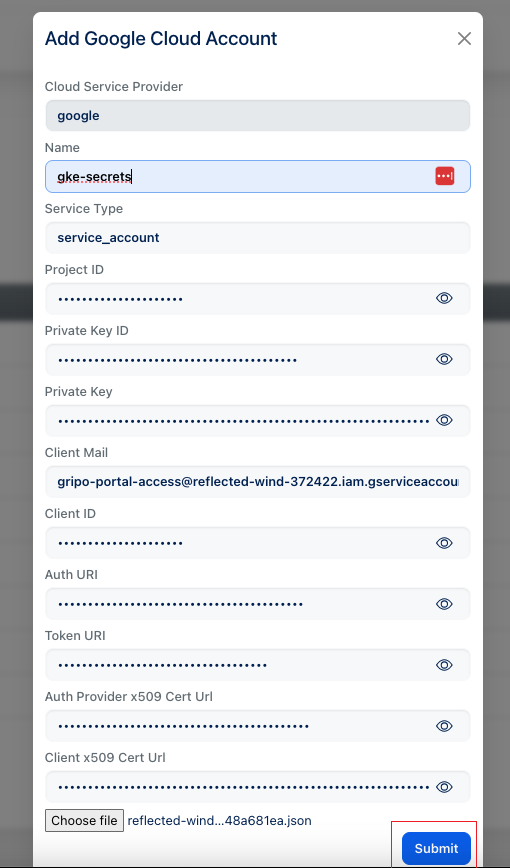 Add Google Cloud Account
Cloud Service Provider
google
Name
gke-secrets
Service Type
service_account
Project ID
Private Key ID
Private Key
Client Mail
gripo-portal-access@reflected-wind-372422.iam.gserviceaccou
Client ID
Auth URI
Token URI
Auth Provider x509 Cert Url
Client x509 Cert Url
Choose file reflected-wind...48a681ea.json
Submit